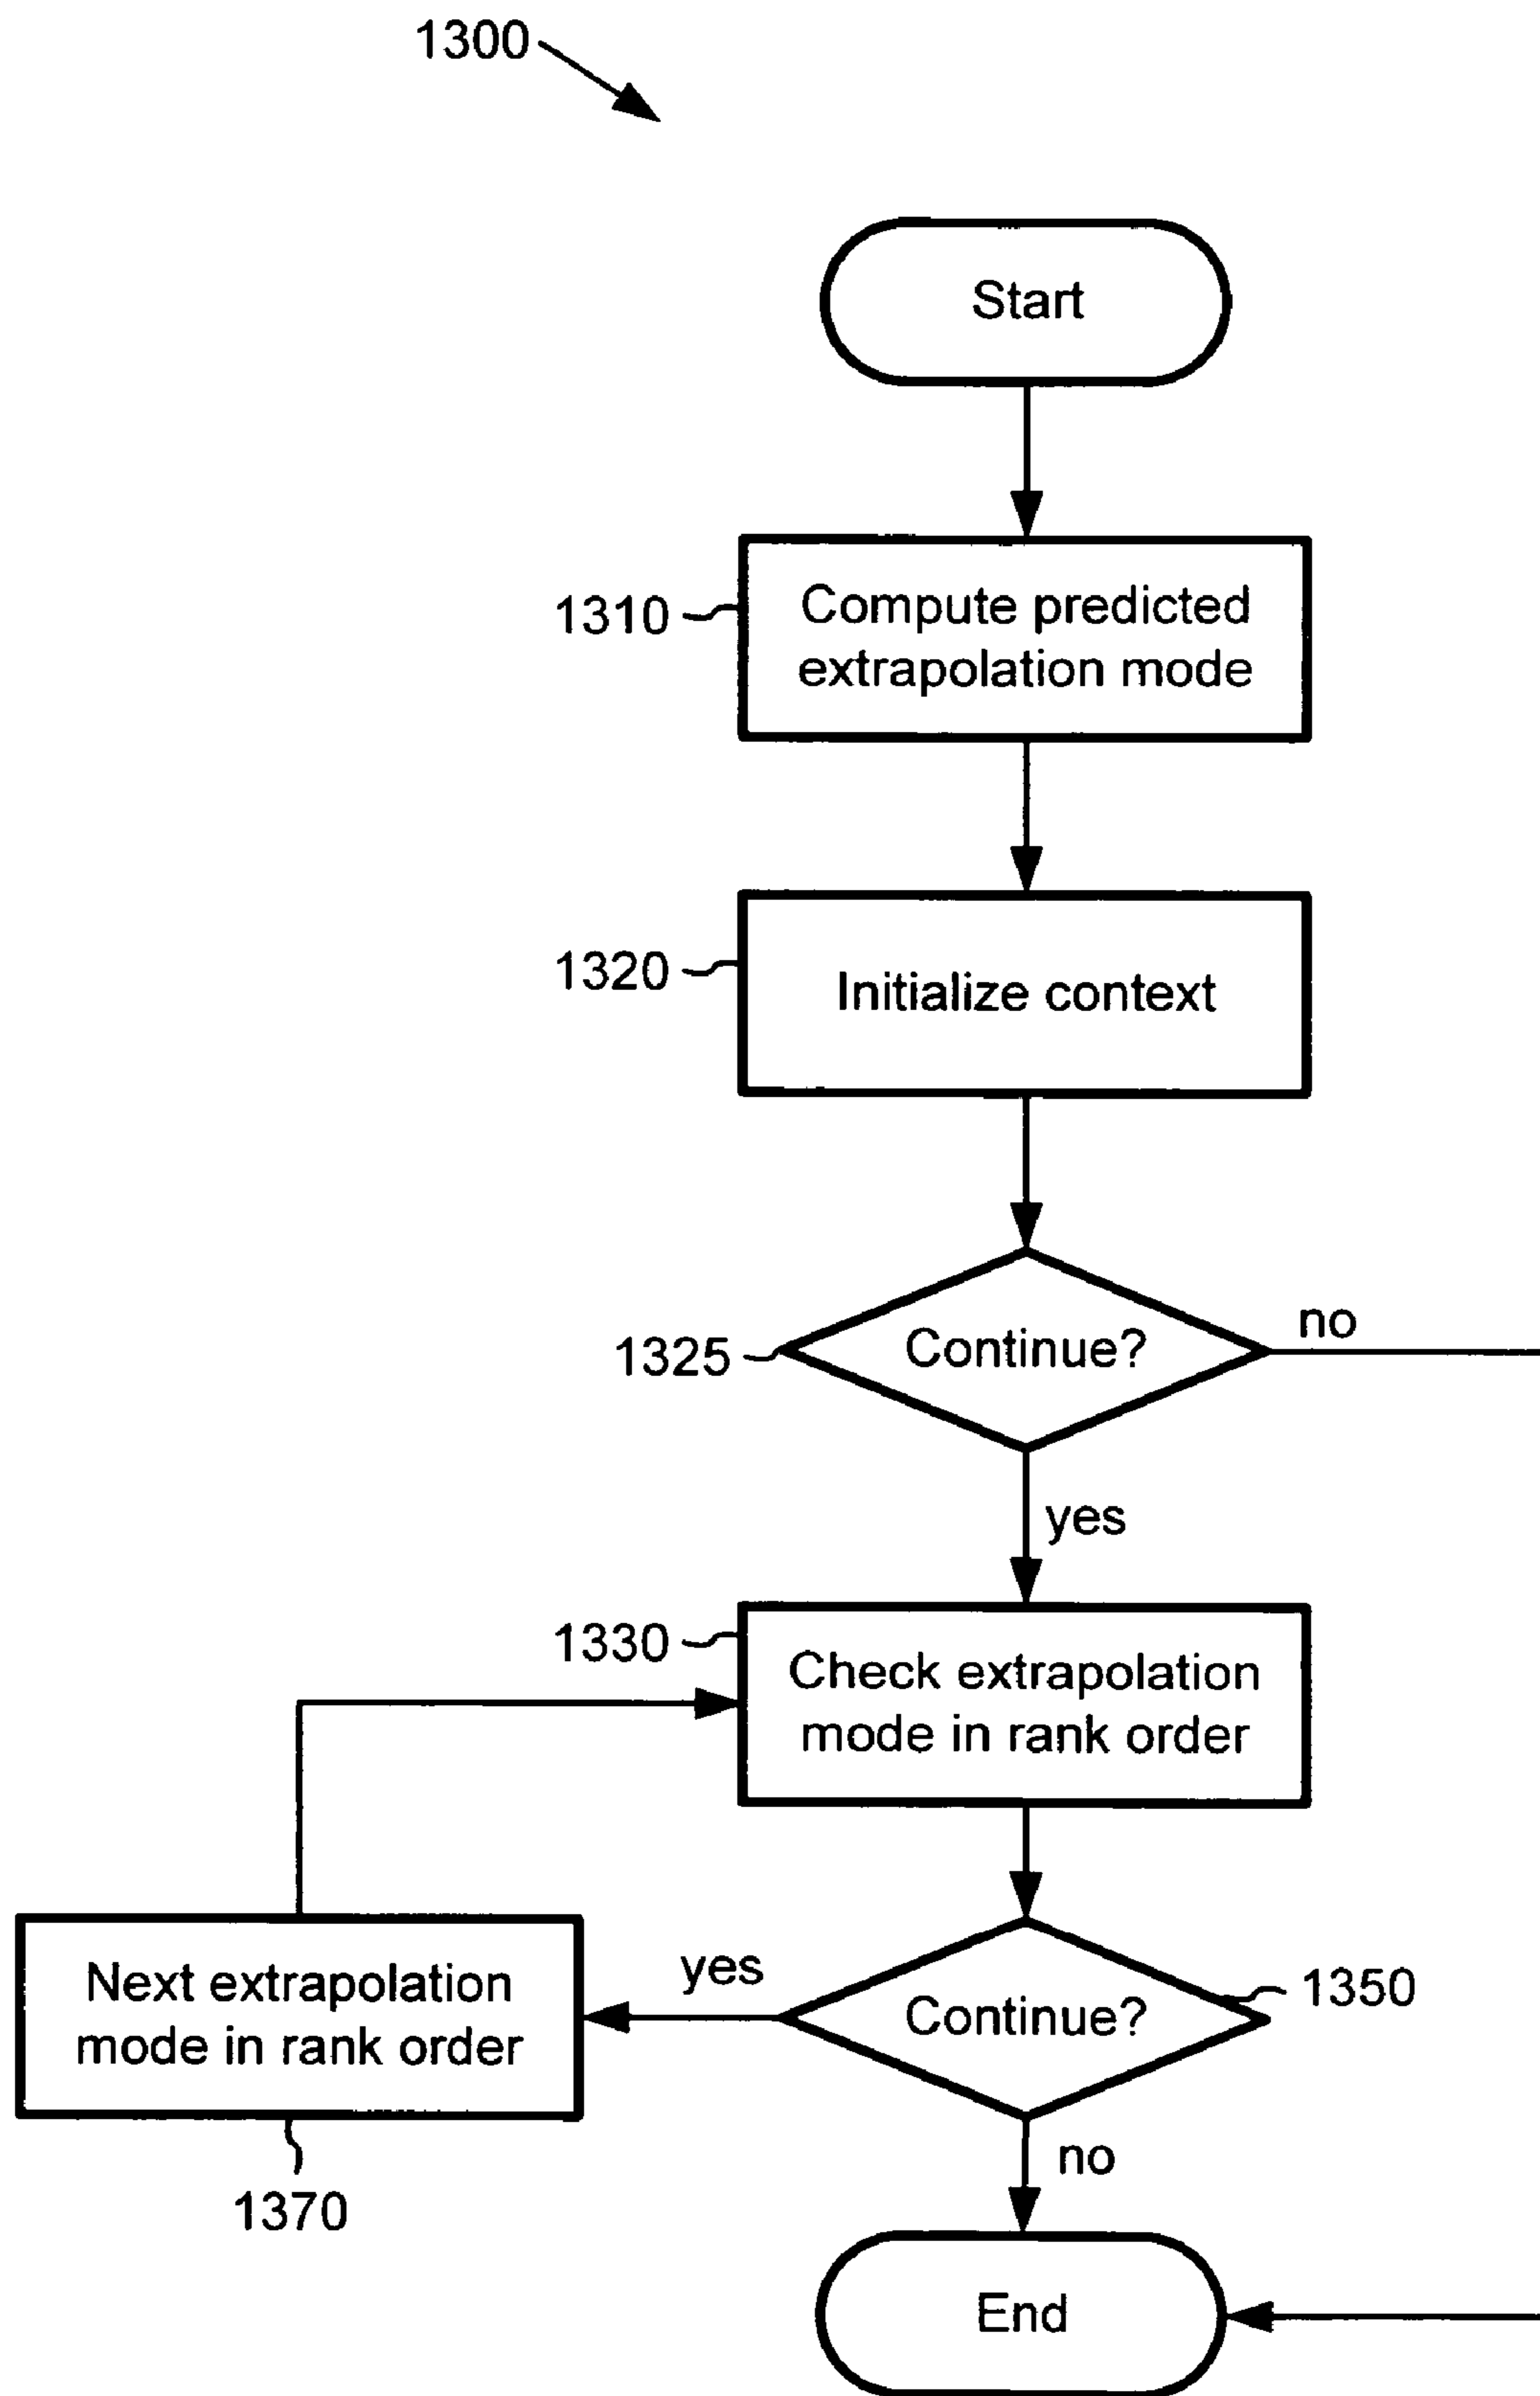 1300
Start
1310
Compute predicted
extrapolation mode
1320
Initialize context
1325
Continue?
no
yes
1330
Check extrapolation
mode in rank order
Next extrapolation
mode in rank order
yes
Continue?
1350
1370
no
End